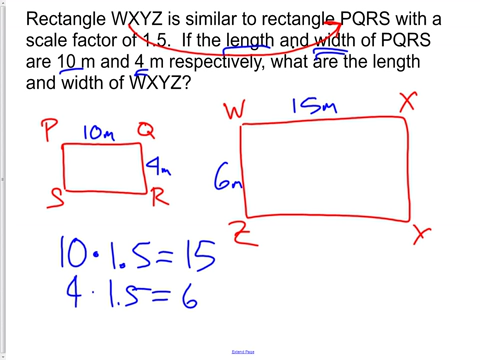 Rectangle WXYZ is similar to rectangle PQRS with a
scale factor of 1.5.  If the length and width of PQRS
are 10 m and 4 m respectively, what are the length
and width of WXYZ?
P 10m Q
4m
S R
W 15m X
6m
Z X
10 · 1.5 = 15
4 · 1.5 = 6
Extend Page